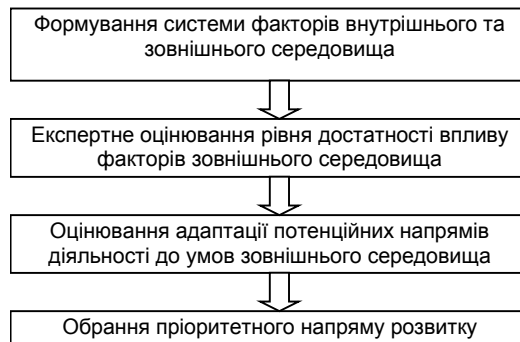 Формування системи факторів внутрішнього та
зовнішнього середовища
Експертне оцінювання рівня достатності впливу
факторів зовнішнього середовища
Оцінювання адаптації потенційних напрямів
діяльності до умов зовнішнього середовища
Обрання пріоритетного напряму розвитку